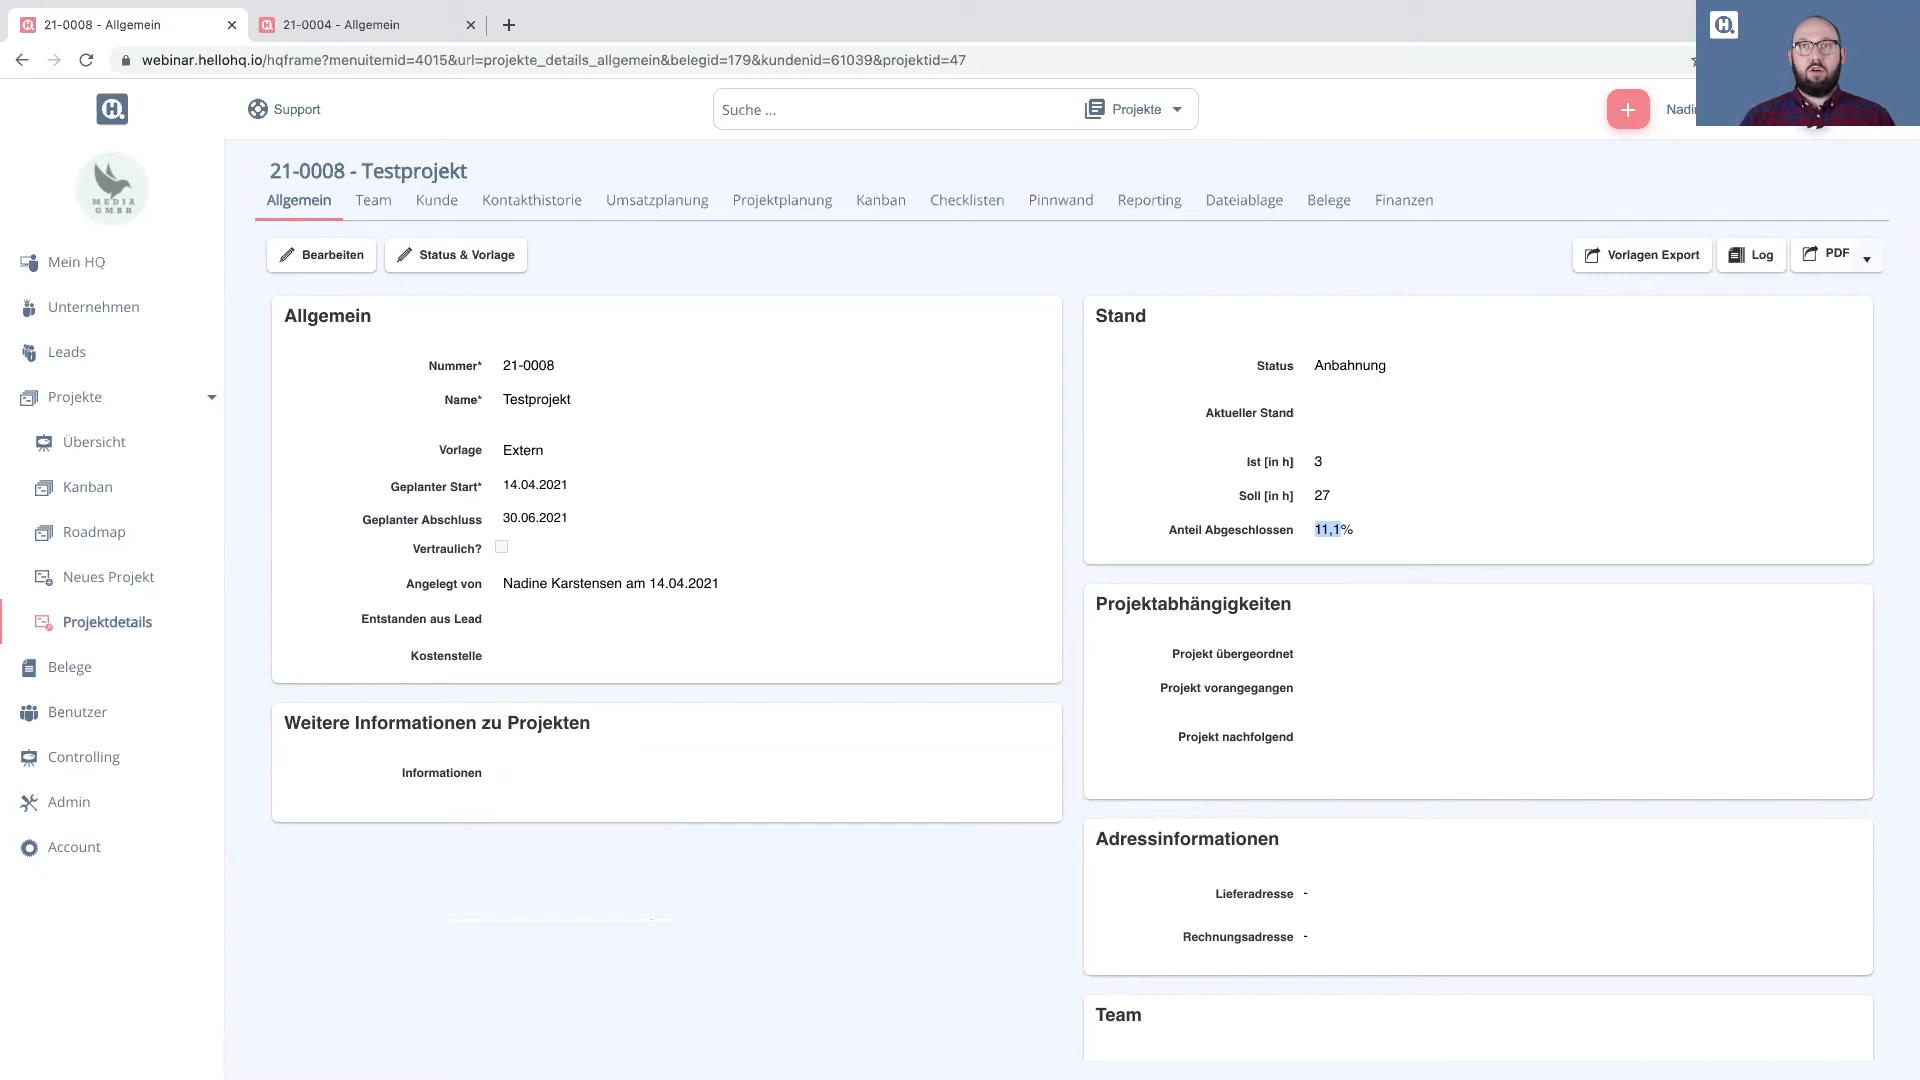 21-0008 - Allgemein
21-0004 - Allgemein
webinar.hellohq.io/hqframe?menuitemid=4015&url=projekte_details_allgemein&belegid=179&kundenid=61039&projektid=47
Support
Suche ...
Projekte
MEDIA
GMBH
21-0008 - Testprojekt
Allgemein Team Kunde Kontakthistorie Umsatzplanung Projektplanung Kanban Checklisten Pinnwand Reporting Dateiablage Belege Finanzen
Bearbeiten
Status & Vorlage
Vorlagen Export
Log
PDF
Mein HQ
Unternehmen
Leads
Projekte
Übersicht
Kanban
Roadmap
Neues Projekt
Projektdetails
Belege
Benutzer
Controlling
Admin
Account
Allgemein
Nummer* 21-0008
Name* Testprojekt
Vorlage Extern
Geplanter Start* 14.04.2021
Geplanter Abschluss 30.06.2021
Vertraulich?
Angelegt von Nadine Karstensen am 14.04.2021
Entstanden aus Lead
Kostenstelle
Weitere Informationen zu Projekten
Informationen
Stand
Status Anbahnung
Aktueller Stand
Ist [in h] 3
Soll [in h] 27
Anteil Abgeschlossen 11,1%
Projektabhängigkeiten
Projekt übergeordnet
Projekt vorangegangen
Projekt nachfolgend
Adressinformationen
Lieferadresse -
Rechnungsadresse -
Team